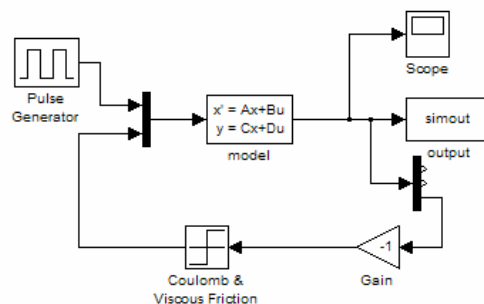 Pulse
Generator
x' = Ax+Bu
y = Cx+Du
model
Scope
simout
output
-1
Gain
Coulomb &
Viscous Friction